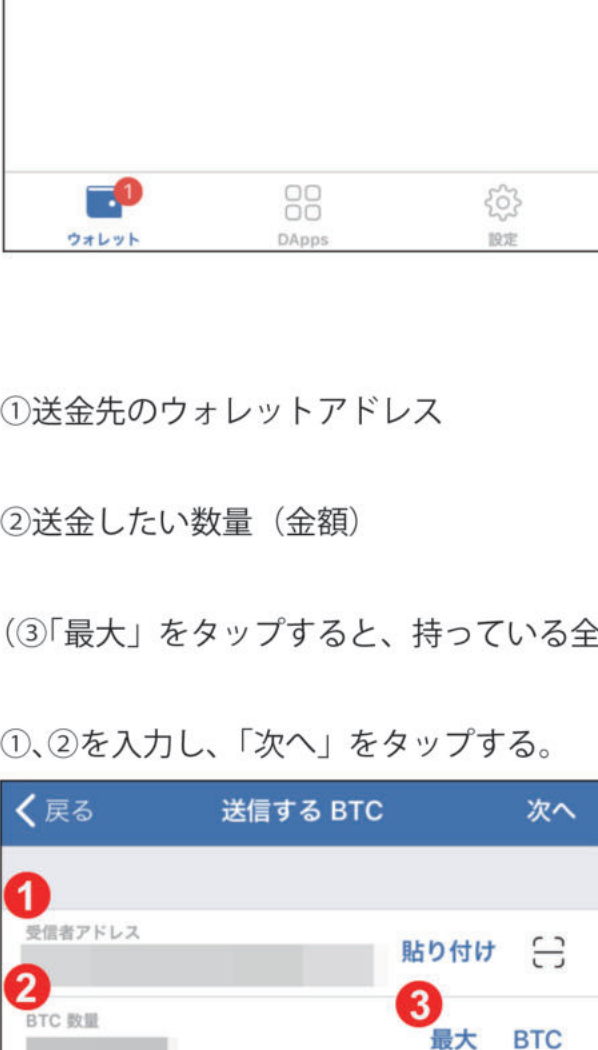 1
ウォレット DApps 設定
①送金先のウォレットアドレス
②送金したい数量（金額）
（③「最大」をタップすると、持っている全
①、②を入力し、「次へ」をタップする。
戻る 送信する BTC 次へ
1
受信者アドレス
貼り付け
2
BTC 数量
3
最大 BTC